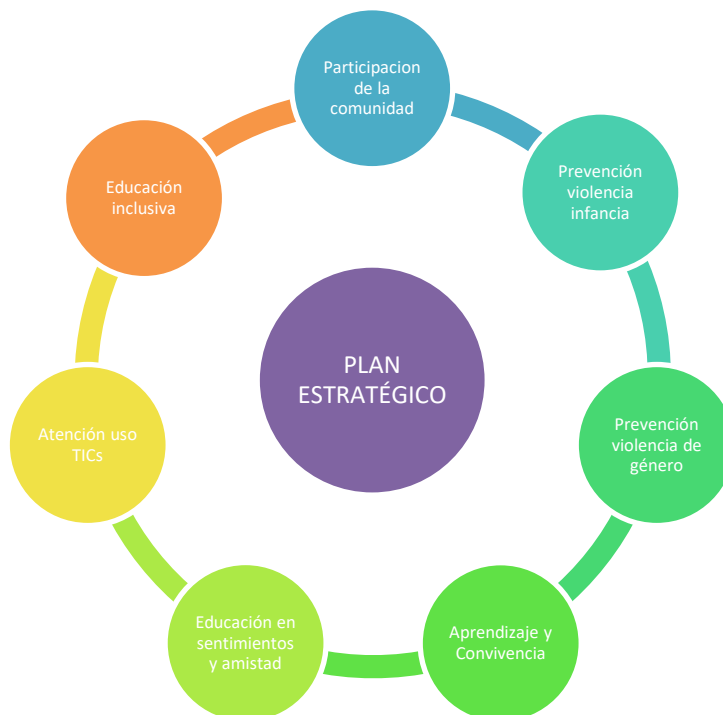 Participacion
de la
comunidad
Prevención
violencia
infancia
Prevención
violencia de
género
Aprendizaje y
Convivencia
Educación en
sentimientos
y amistad
Atención uso
TICs
Educación
inclusiva
PLAN
ESTRATÉGICO